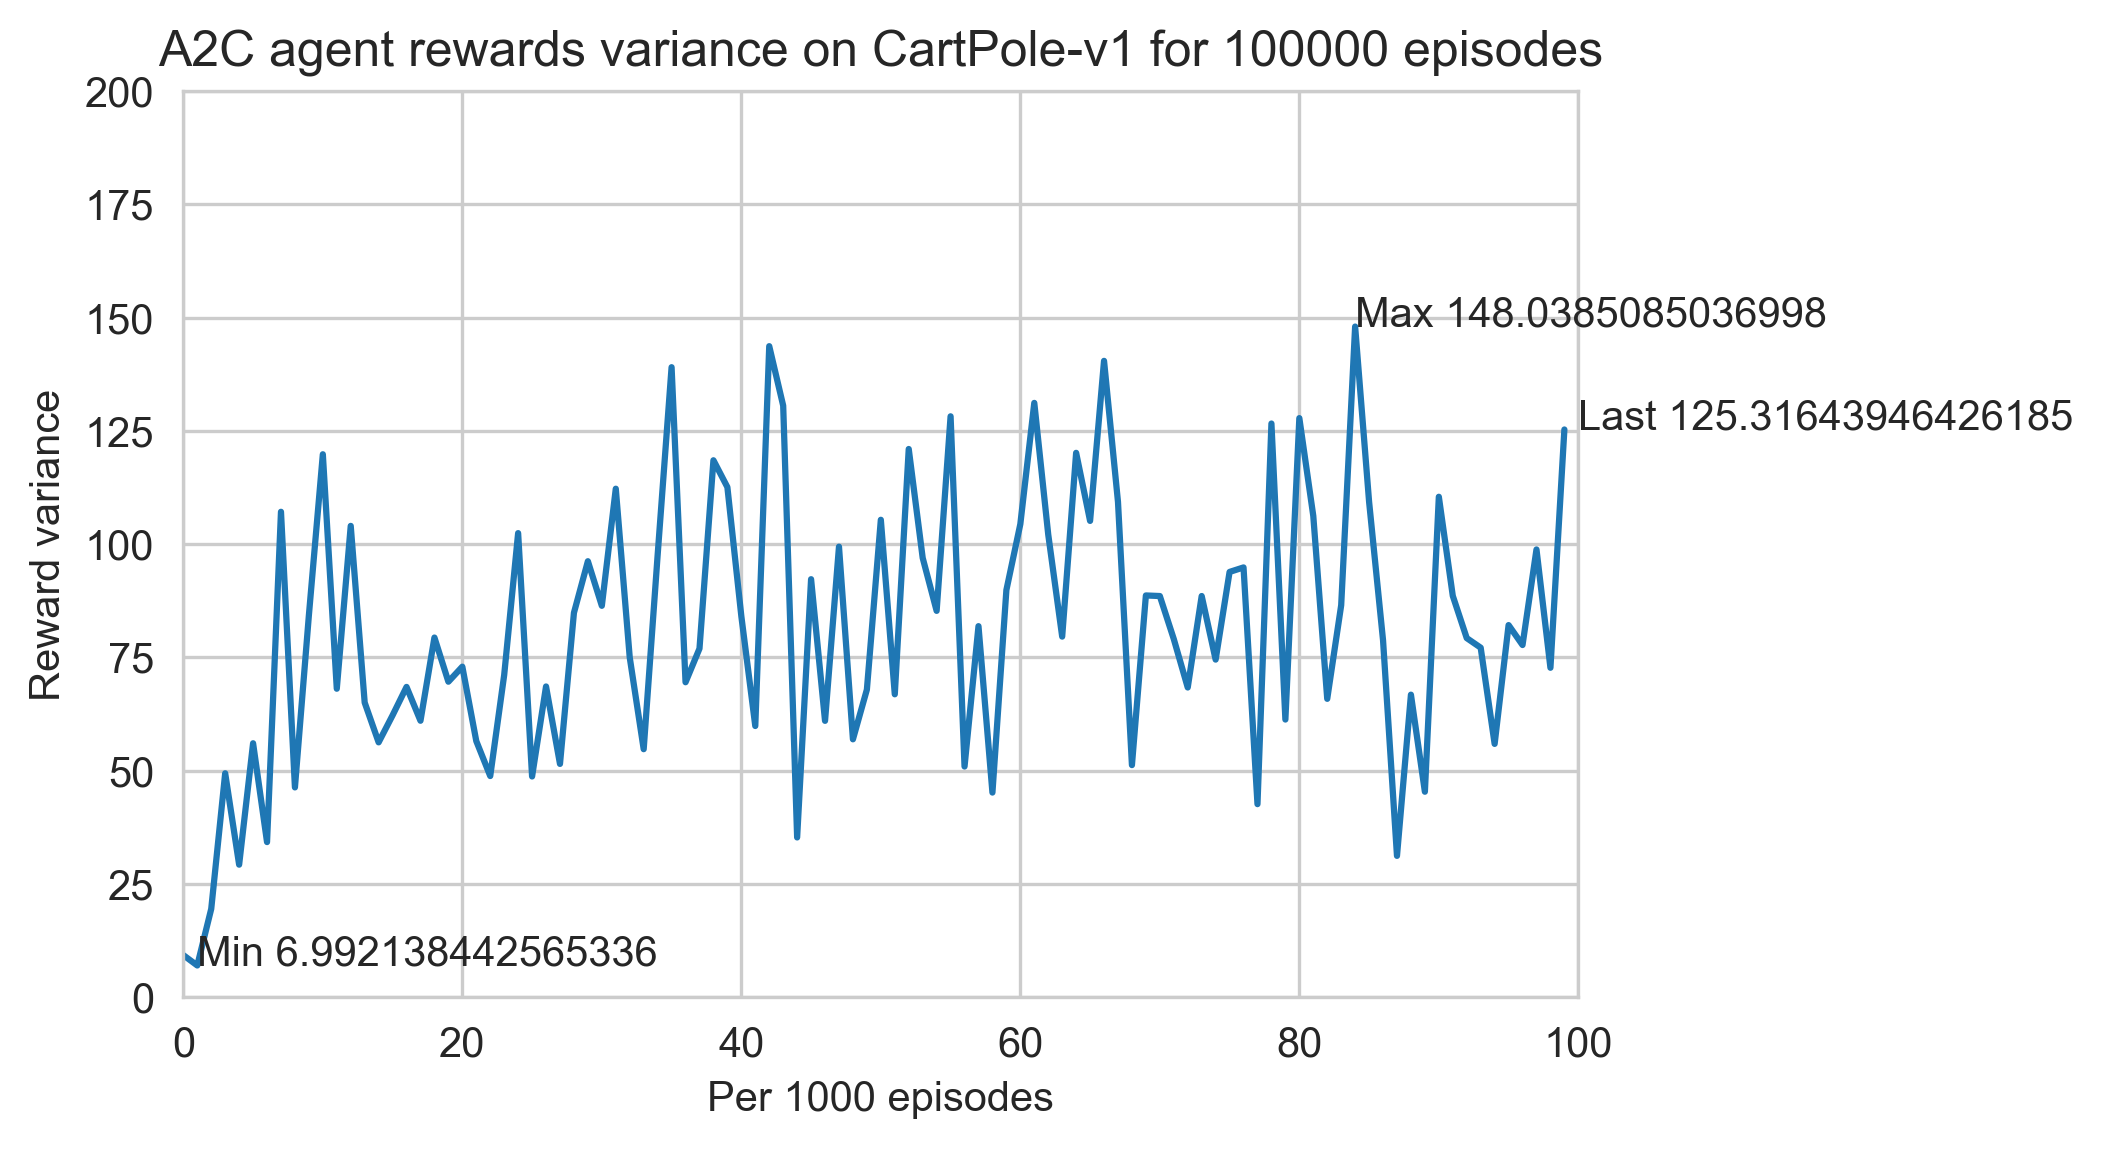 A2C agent rewards variance on CartPole-v1 for 100000 episodes
200
175
150
125
100
75
50
25
0
Reward variance
Max 148.0385085036998
Last 125.31643946426185
Min 6.992138442565336
0 20 40 60 80 100
Per 1000 episodes